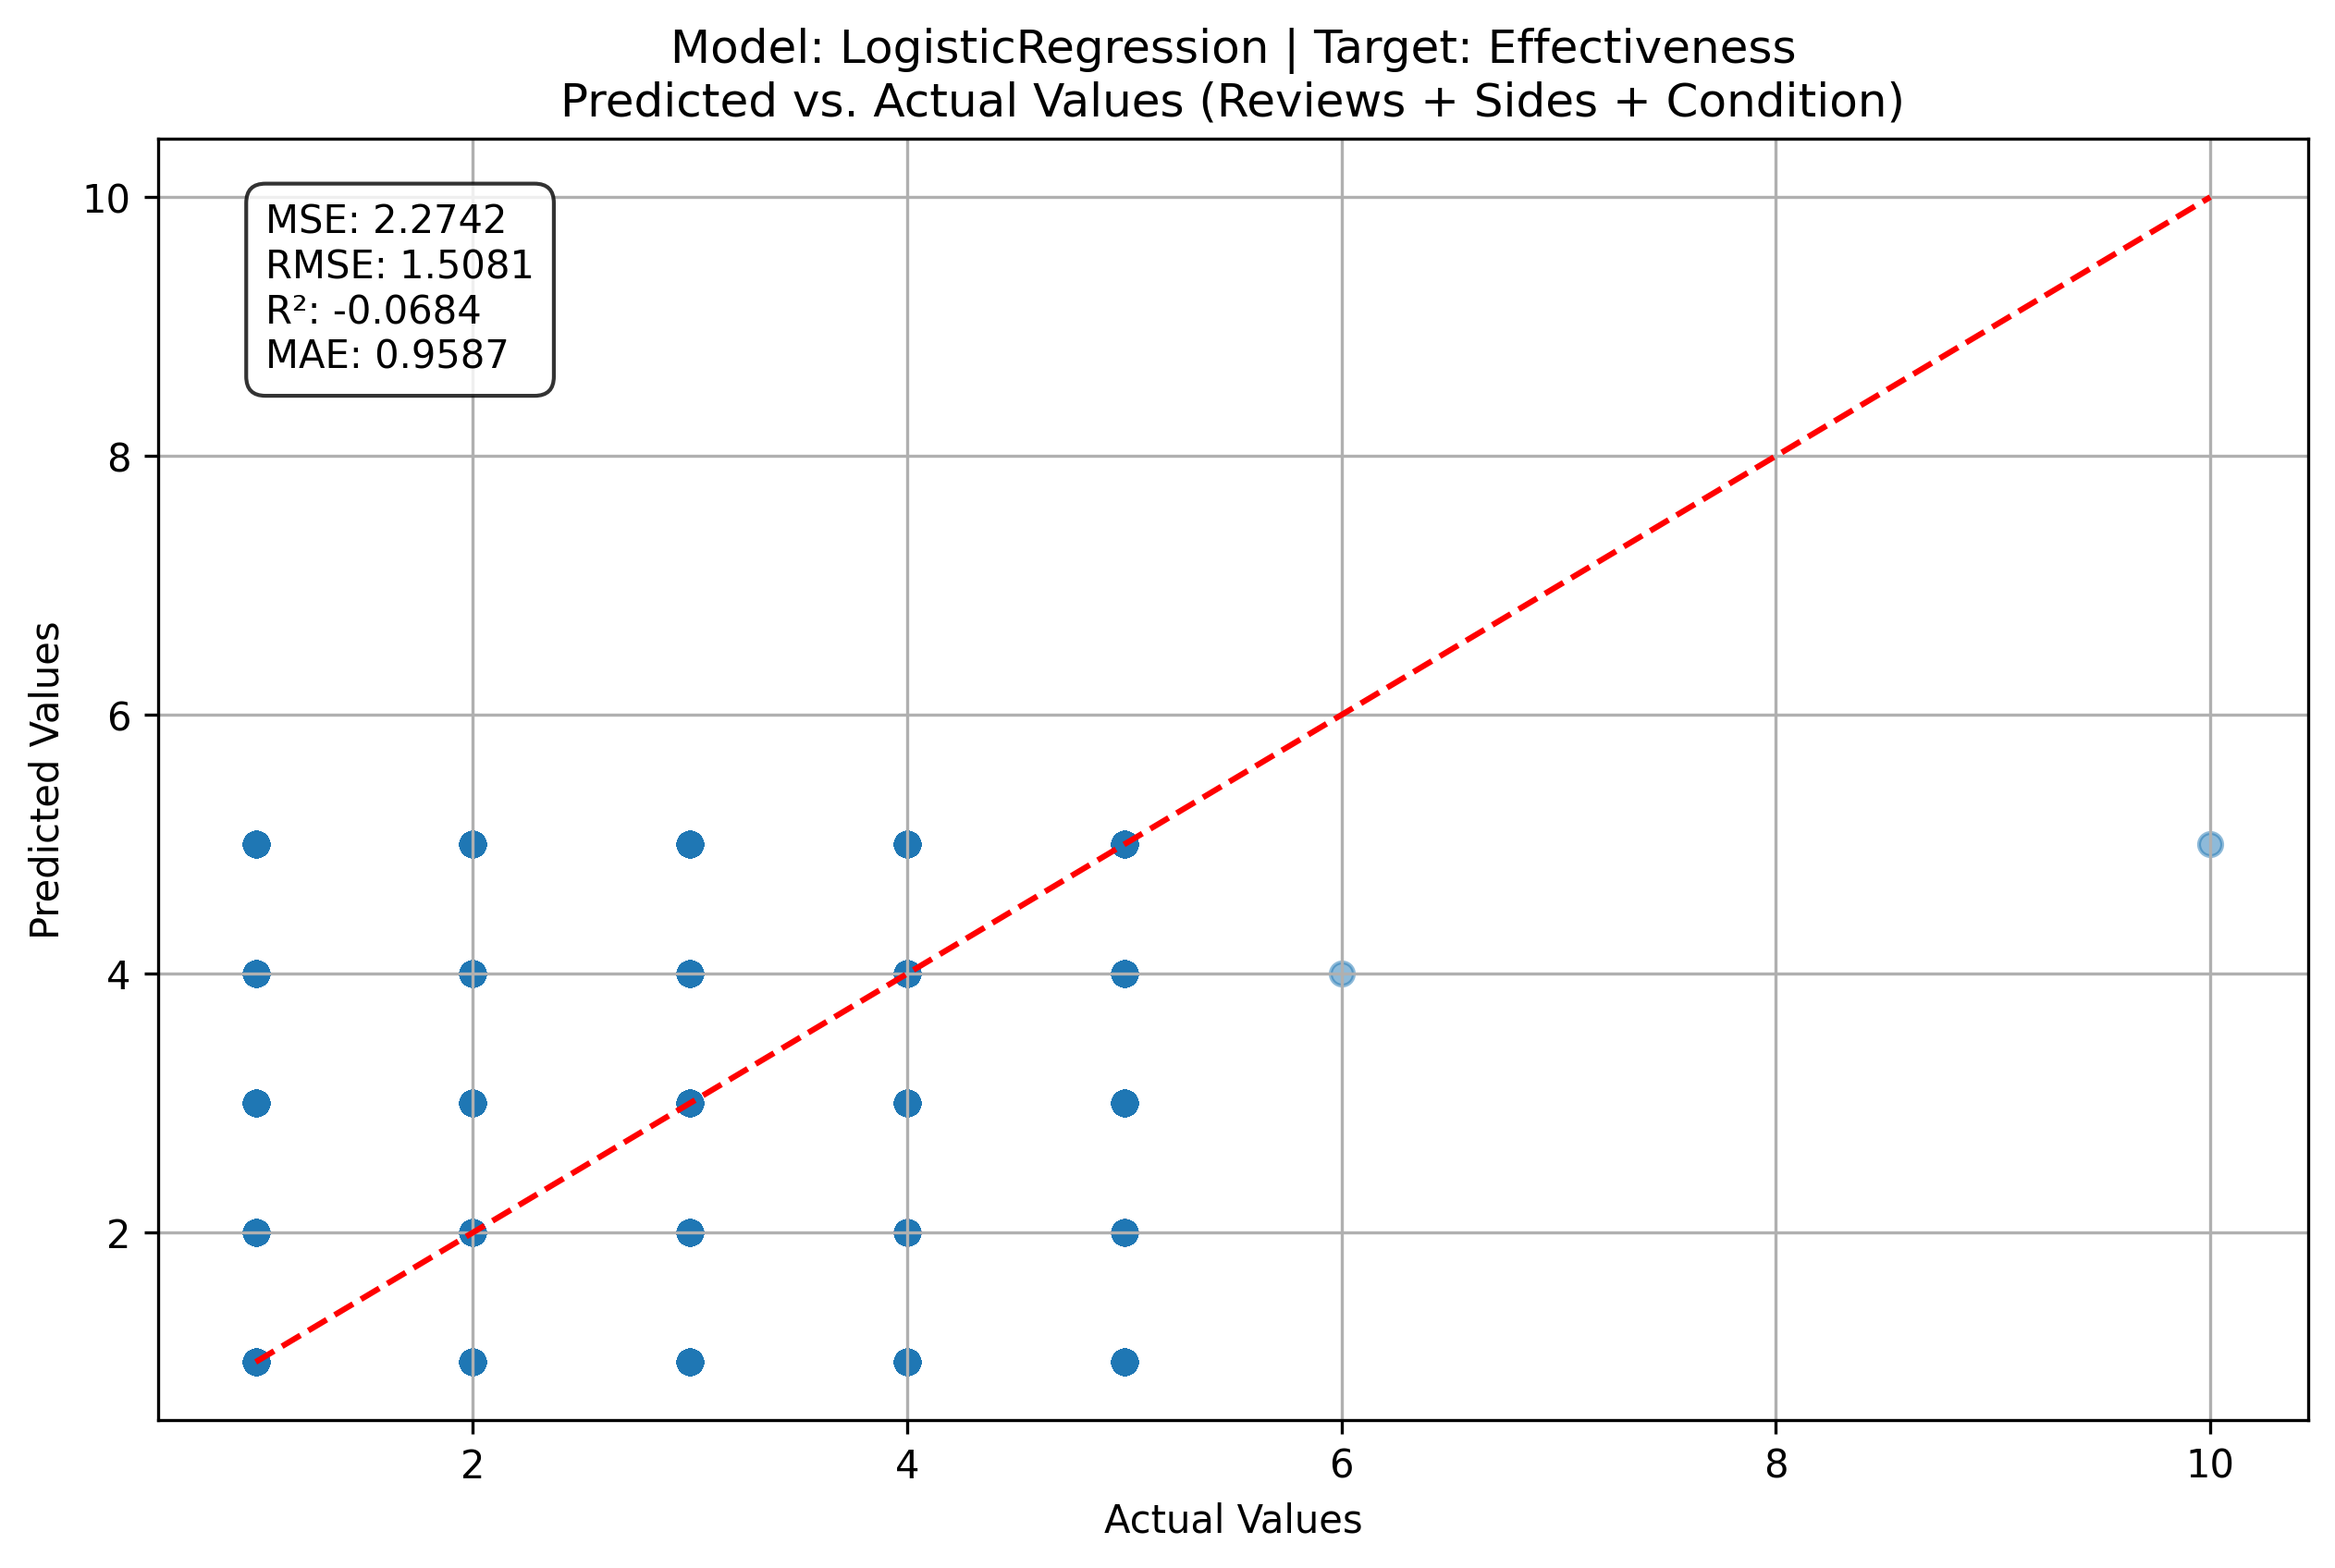 Model: LogisticRegression | Target: Effectiveness
Predicted vs. Actual Values (Reviews + Sides + Condition)
MSE: 2.2742
RMSE: 1.5081
R²: -0.0684
MAE: 0.9587
Predicted Values
10
8
6
4
2
2 4 6 8 10
Actual Values